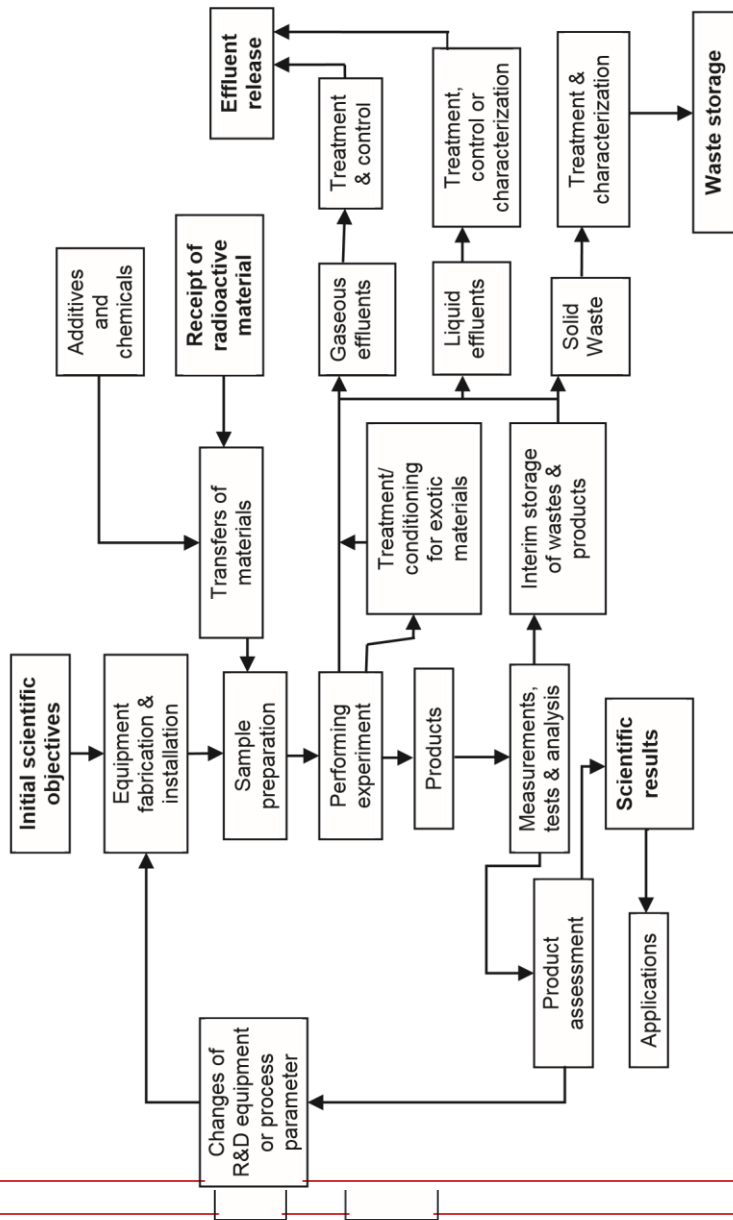 Initial scientific
objectives
Equipment
fabrication &
installation
Sample
preparation
Performing
experiment
Products
Measurements,
tests & analysis
Product
assessment
Scientific
results
Applications
Changes of
R&D equipment
or process
parameter
Additives
and
chemicals
Receipt of
radioactive
material
Transfers of
materials
Treatment/
conditioning
for exotic
materials
Interim storage
of wastes &
products
Gaseous
effluents
Liquid
effluents
Solid
Waste
Treatment
& control
Treatment,
control or
characterization
Treatment &
characterization
Effluent
release
Waste storage